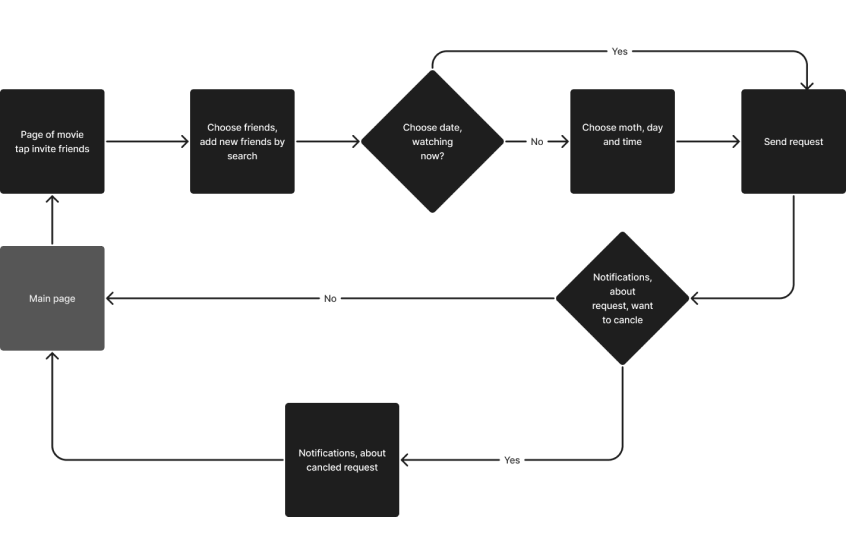 Yes
Page of movie
tap invite friends
Choose friends,
add new friends by
search
Choose date,
watching
now?
No
Choose moth, day
and time
Send request
Main page
No
Notifications,
about
request, want
to cancle
Notifications, about
cancled request
Yes